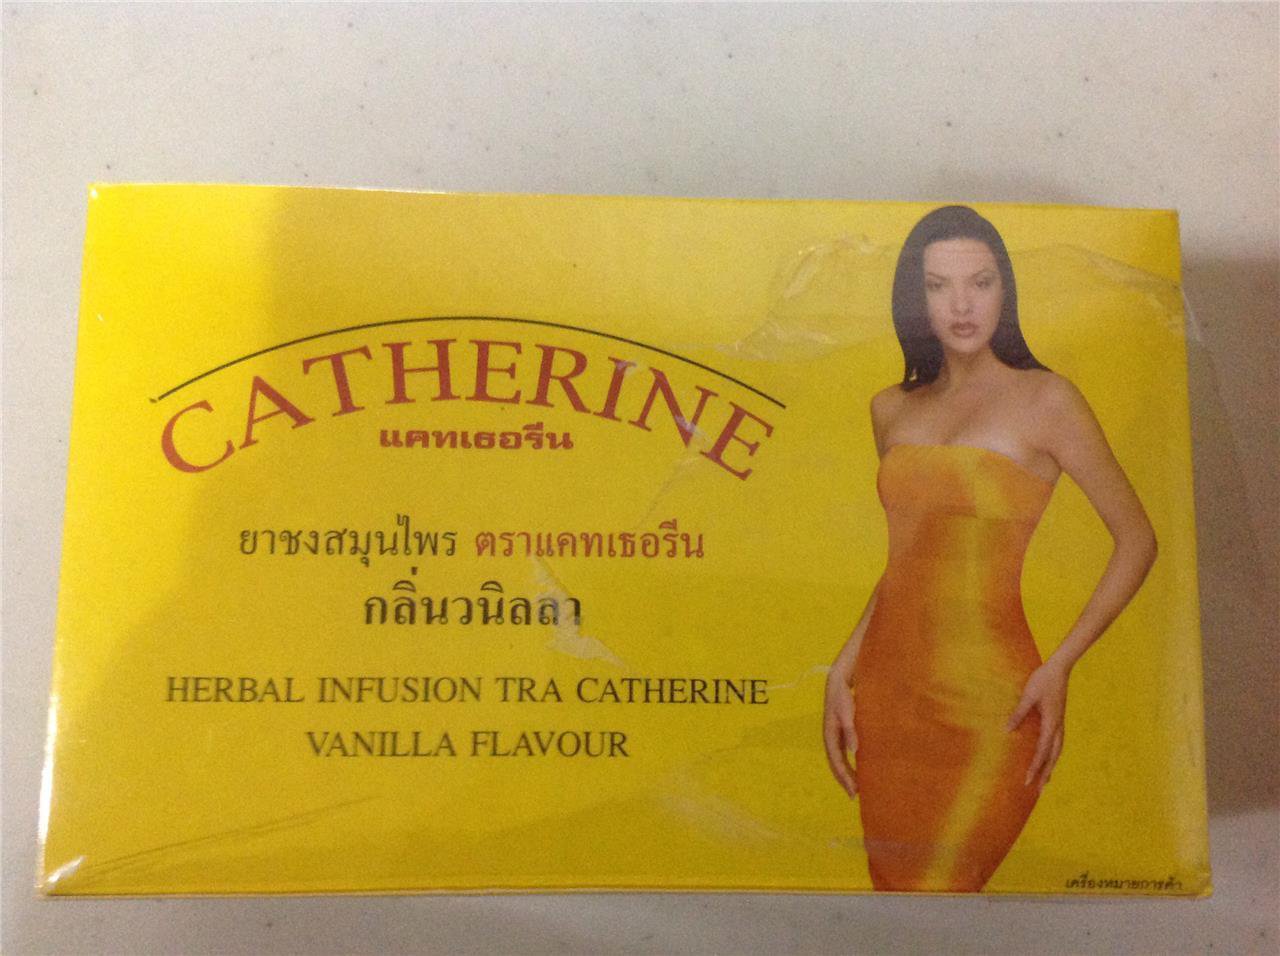 CATHERINE
แคทเธอรีน
ยาชงสมุนไพร ตราแคทเธอรีน
กลิ่นวนิลลา
HERBAL INFUSION TRA CATHERINE
VANILLA FLAVOUR
เครื่องหมายการค้า